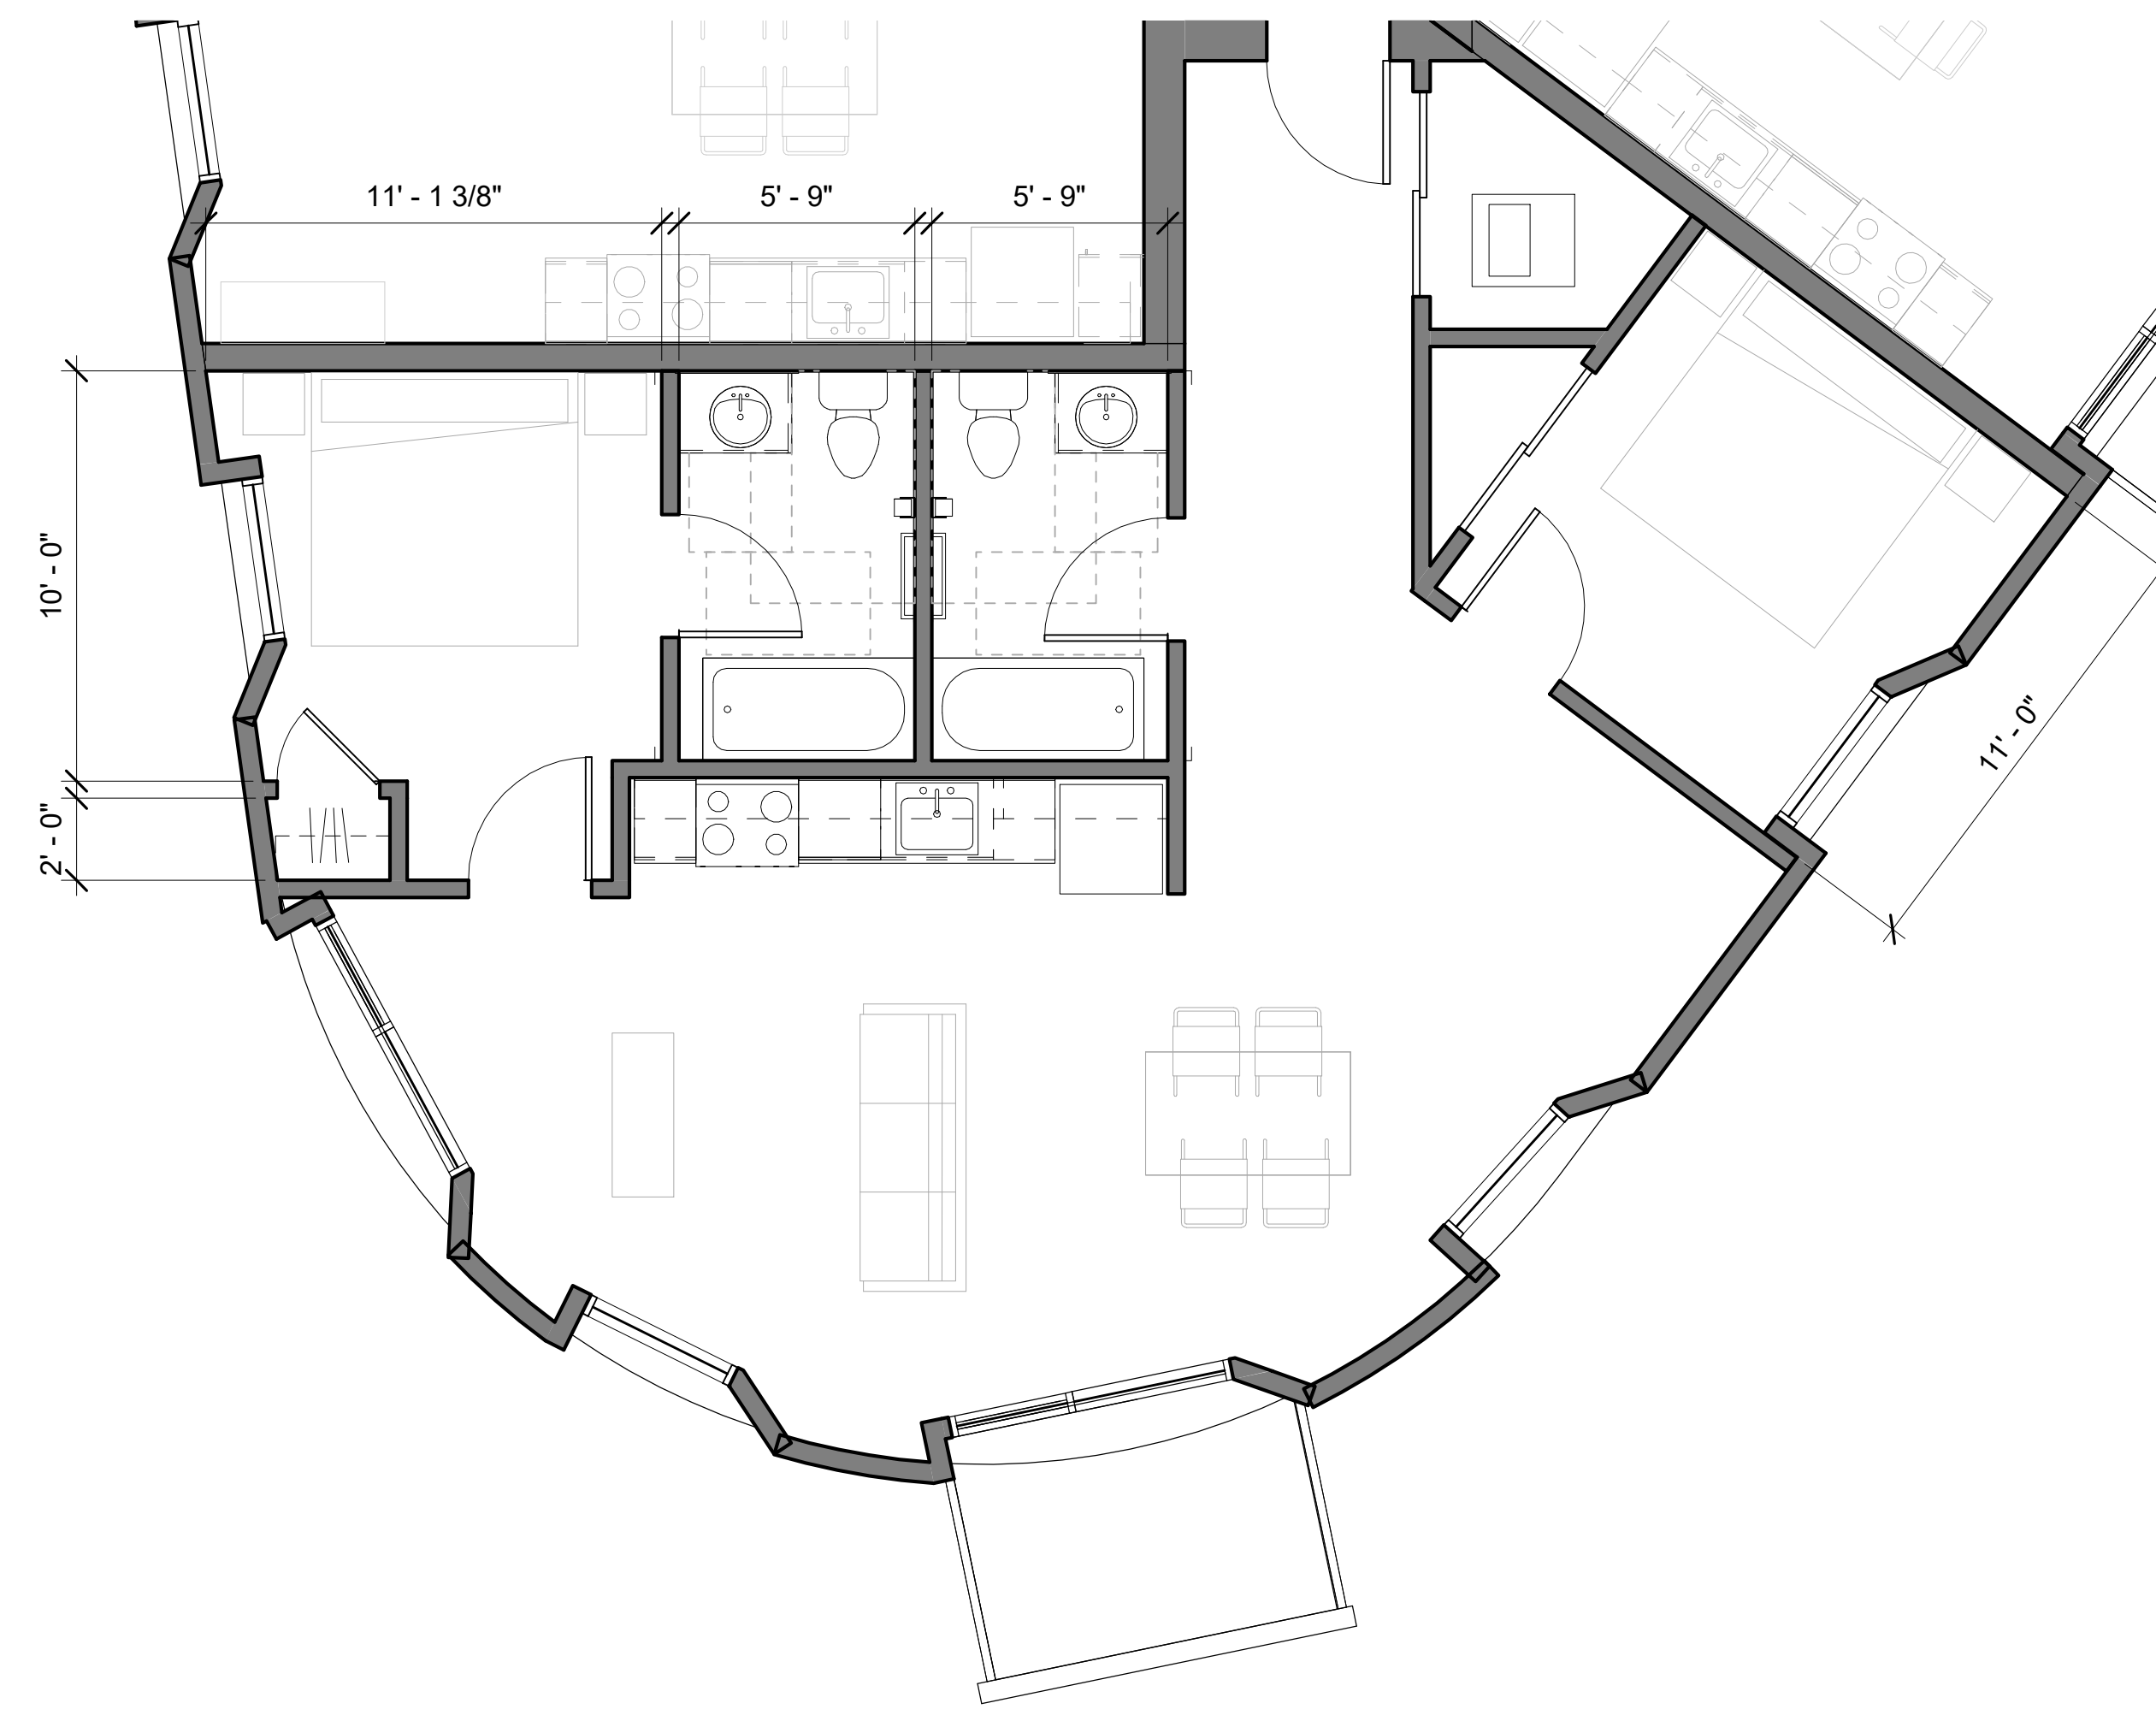 11' - 1 3/8"
5' - 9"
5' - 9"
10' - 0"
2' - 0"
11' - 0"